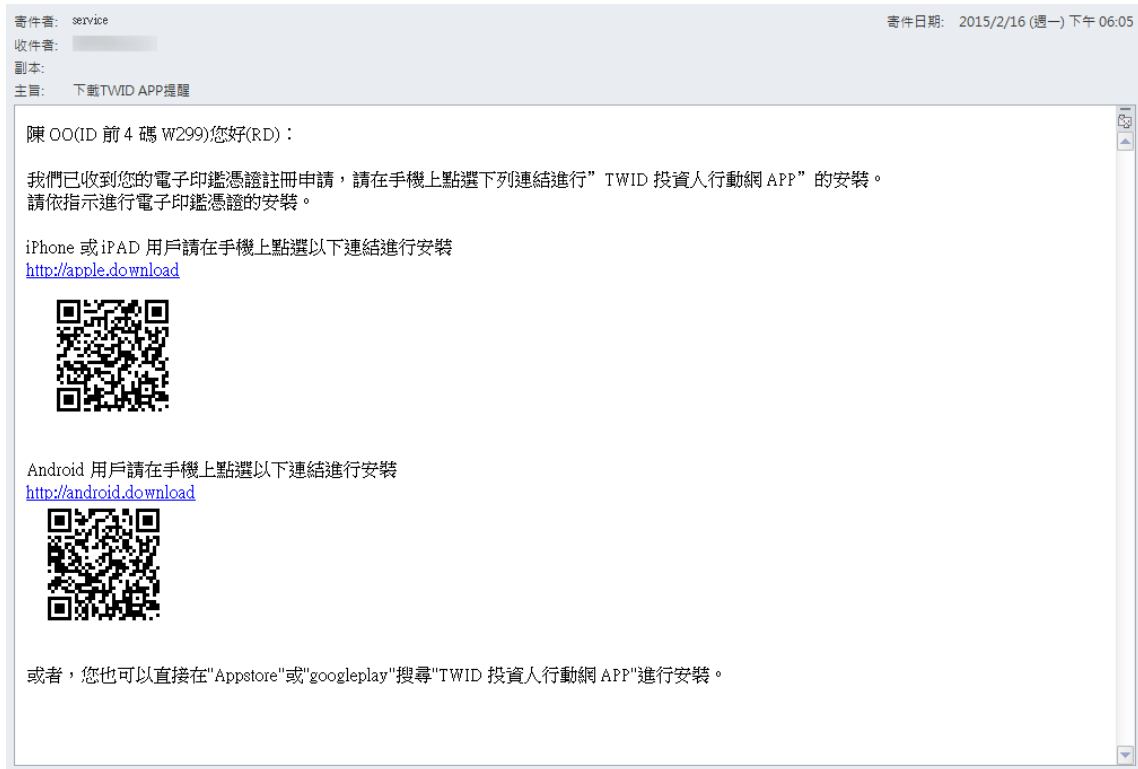 寄件者: service
寄件日期: 2015/2/16 (週一) 下午 06:05
收件者:
副本:
主旨: 下載TWID APP提醒
陳 OO(ID 前 4 碼 W299)您好(RD)：
我們已收到您的電子印鑑憑證註冊申請，請在手機上點選下列連結進行” TWID 投資人行動網 APP” 的安裝。
請依指示進行電子印鑑憑證的安裝。
iPhone 或 iPAD 用戶請在手機上點選以下連結進行安裝
http://apple.download
Android 用戶請在手機上點選以下連結進行安裝
http://android.download
或者，您也可以直接在"Appstore"或"googleplay"搜尋"TWID 投資人行動網 APP"進行安裝。